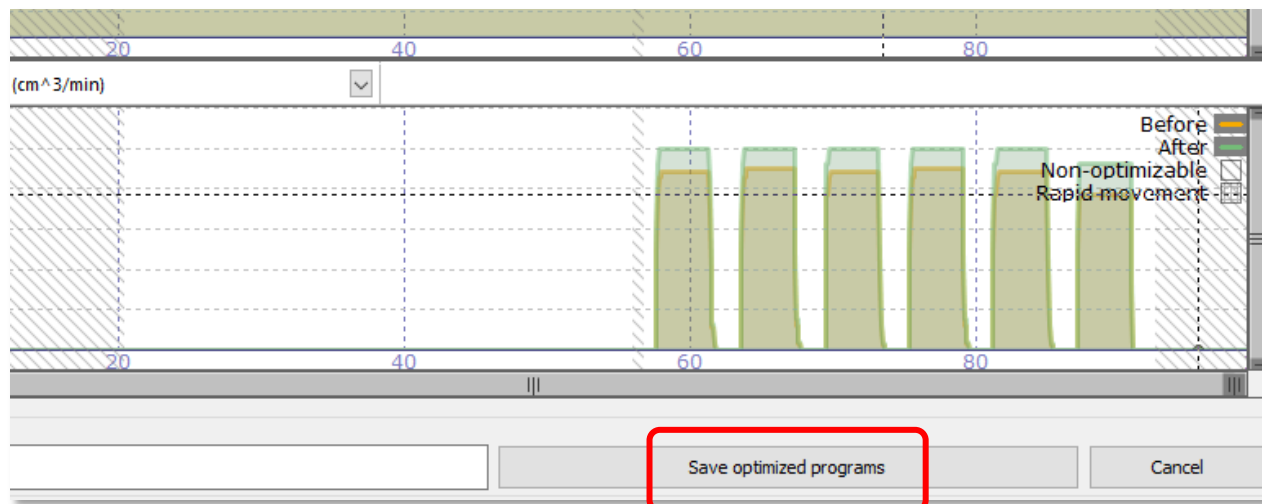 20 40 60 80
(cm^3/min)
Before
After
Non-optimizable
Rapid movement
20 40 60 80
Save optimized programs Cancel